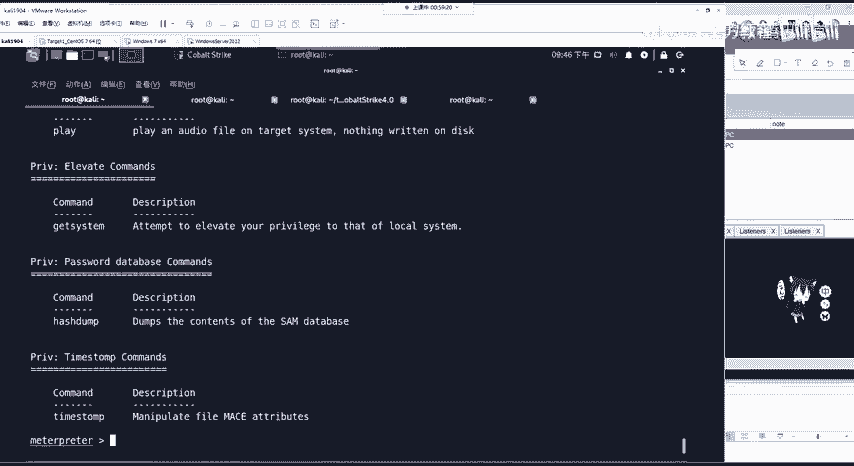 ka61904 - VMware Workstation
上课中 00:59:20
ka61904
Windows 7 x64
WindowsServer2012
Cobalt Strike
root@kali: ~
09:46 下午
root@kali: ~
文件(F) 动作(A) 编辑(E) 查看(V) 帮助(H)
root@kali: ~ root@kali: ~ root@kali: ~/t…obaltStrike4.0 root@kali: ~
------- -----------
play play an audio file on target system, nothing written on disk
Priv: Elevate Commands
======================
Command Description
------- -----------
getsystem Attempt to elevate your privilege to that of local system.
Priv: Password database Commands
================================
Command Description
------- -----------
hashdump Dumps the contents of the SAM database
Priv: Timestomp Commands
========================
Command Description
------- -----------
timestomp Manipulate file MACE attributes
meterpreter >
note
PC
PC
X Listeners X Listeners X